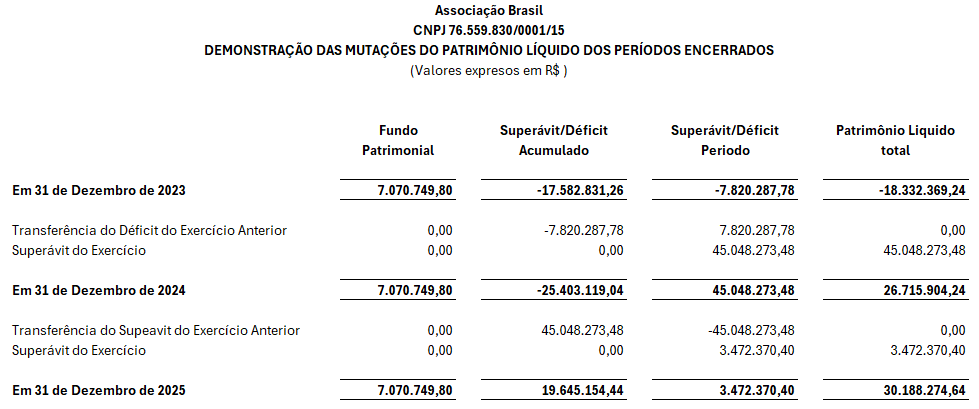 Associação Brasil
CNPJ 76.559.830/0001/15
DEMONSTRAÇÃO DAS MUTAÇÕES DO PATRIMÔNIO LÍQUIDO DOS PERÍODOS ENCERRADOS
(Valores expresos em R$ )
Fundo Superávit/Déficit Superávit/Déficit Patrimônio Liquido
Patrimonial Acumulado Periodo total
Em 31 de Dezembro de 2023 7.070.749,80 -17.582.831,26 -7.820.287,78 -18.332.369,24
Transferência do Déficit do Exercício Anterior 0,00 -7.820.287,78 7.820.287,78 0,00
Superávit do Exercício 0,00 0,00 45.048.273,48 45.048.273,48
Em 31 de Dezembro de 2024 7.070.749,80 -25.403.119,04 45.048.273,48 26.715.904,24
Transferência do Supeavit do Exercício Anterior 0,00 45.048.273,48 -45.048.273,48 0,00
Superávit do Exercício 0,00 0,00 3.472.370,40 3.472.370,40
Em 31 de Dezembro de 2025 7.070.749,80 19.645.154,44 3.472.370,40 30.188.274,64